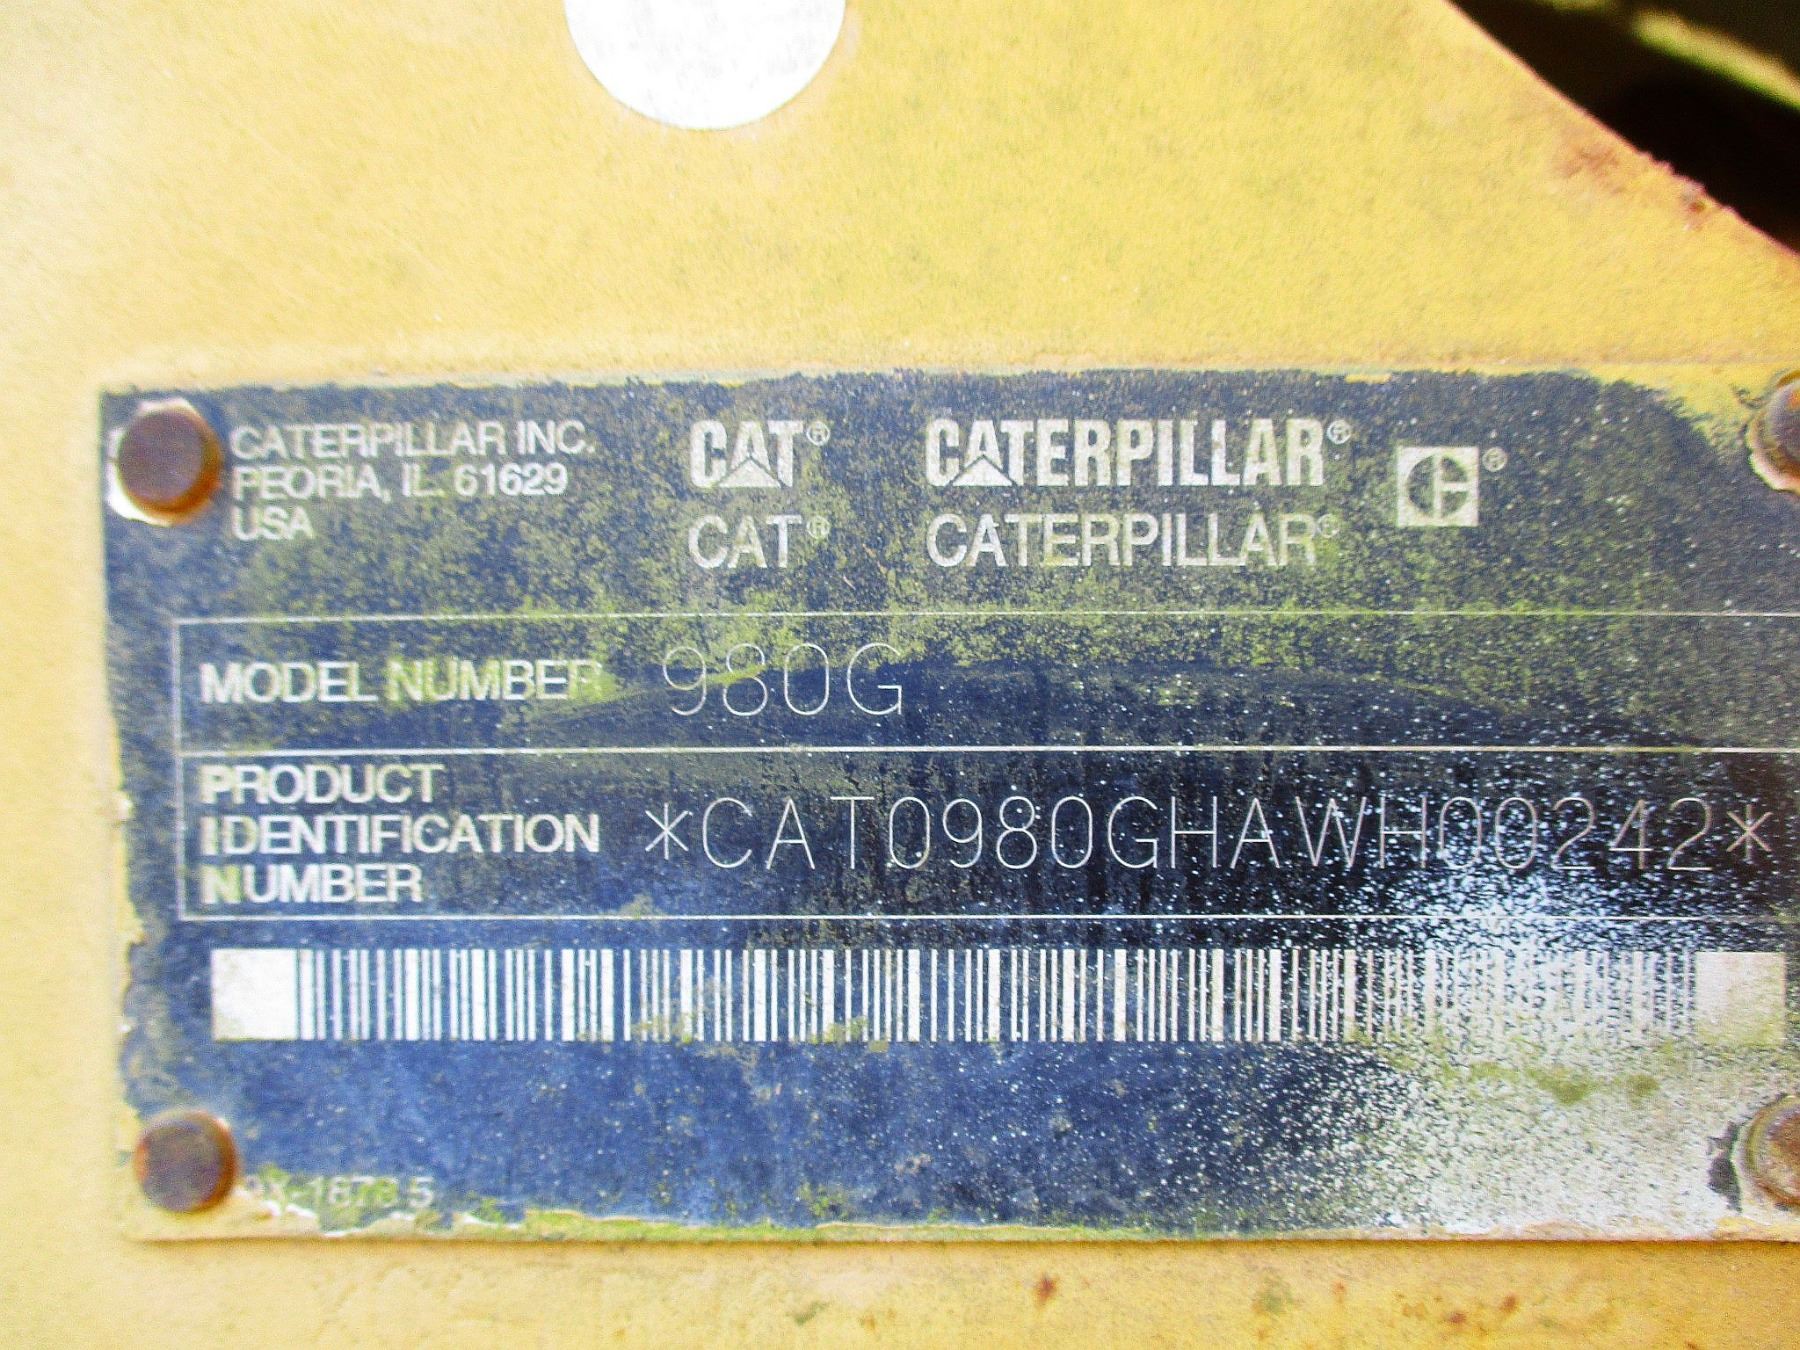 CATERPILLAR INC.
PEORIA, IL. 61629
USA
CAT® CATERPILLAR® ®
CAT® CATERPILLAR®
MODEL NUMBER 980G
PRODUCT
IDENTIFICATION
NUMBER
*CAT0980GHAWH00242*